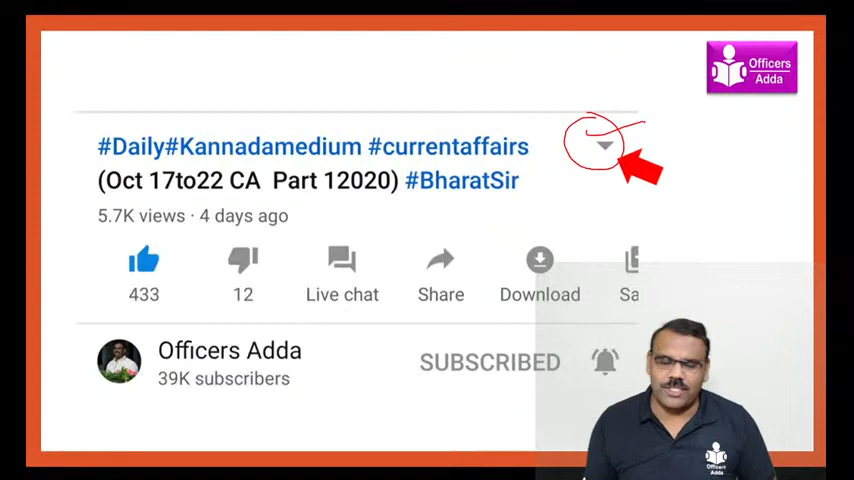 Officers
Adda
#Daily#Kannadamedium #currentaffairs
(Oct 17to22 CA Part 12020) #BharatSir
5.7K views · 4 days ago
433
12
Live chat
Share
Download
Sa
Officers Adda
39K subscribers
SUBSCRIBED
Officers
Adda